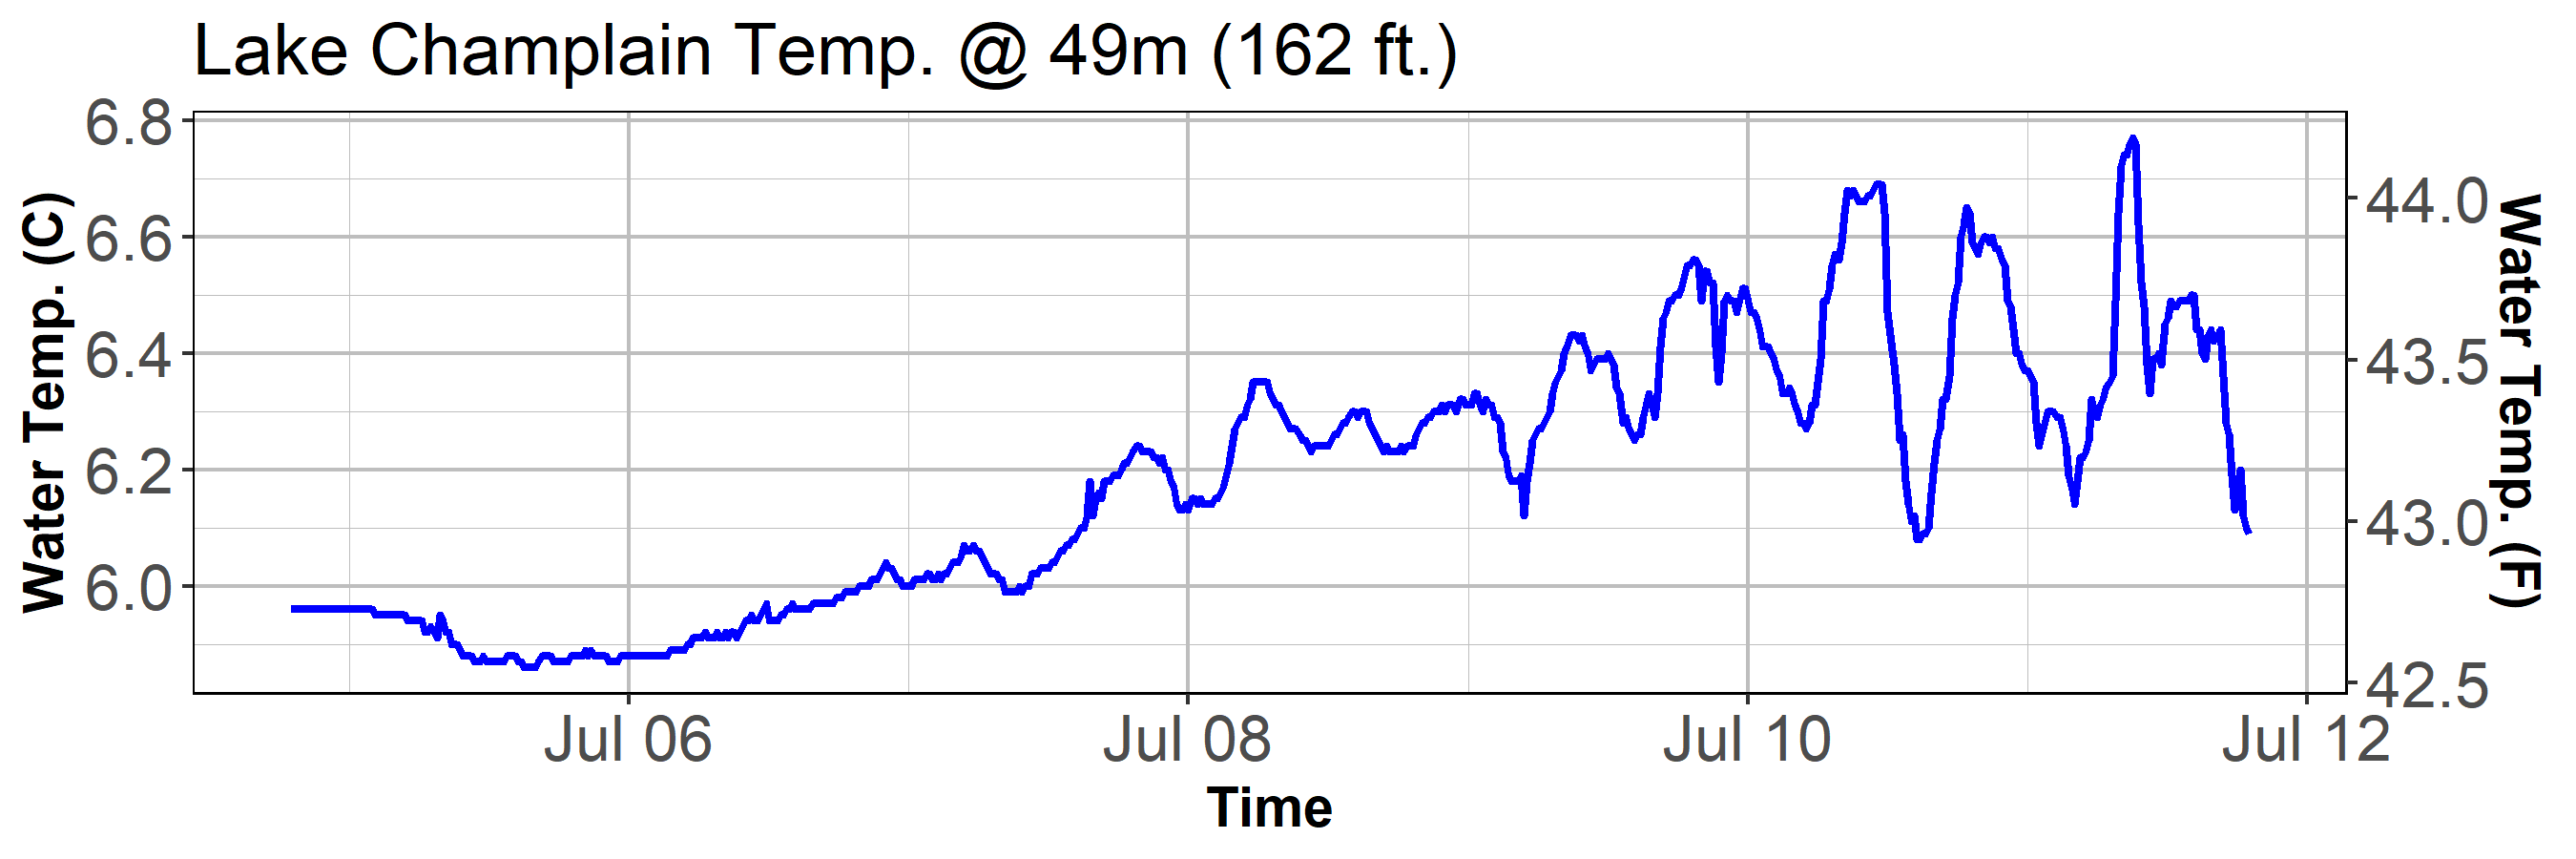 Lake Champlain Temp. @ 49m (162 ft.)
Water Temp. (C)
6.8
6.6
6.4
6.2
6.0
44.0
43.5
43.0
42.5
Water Temp. (F)
Jul 06 Jul 08 Jul 10 Jul 12
Time